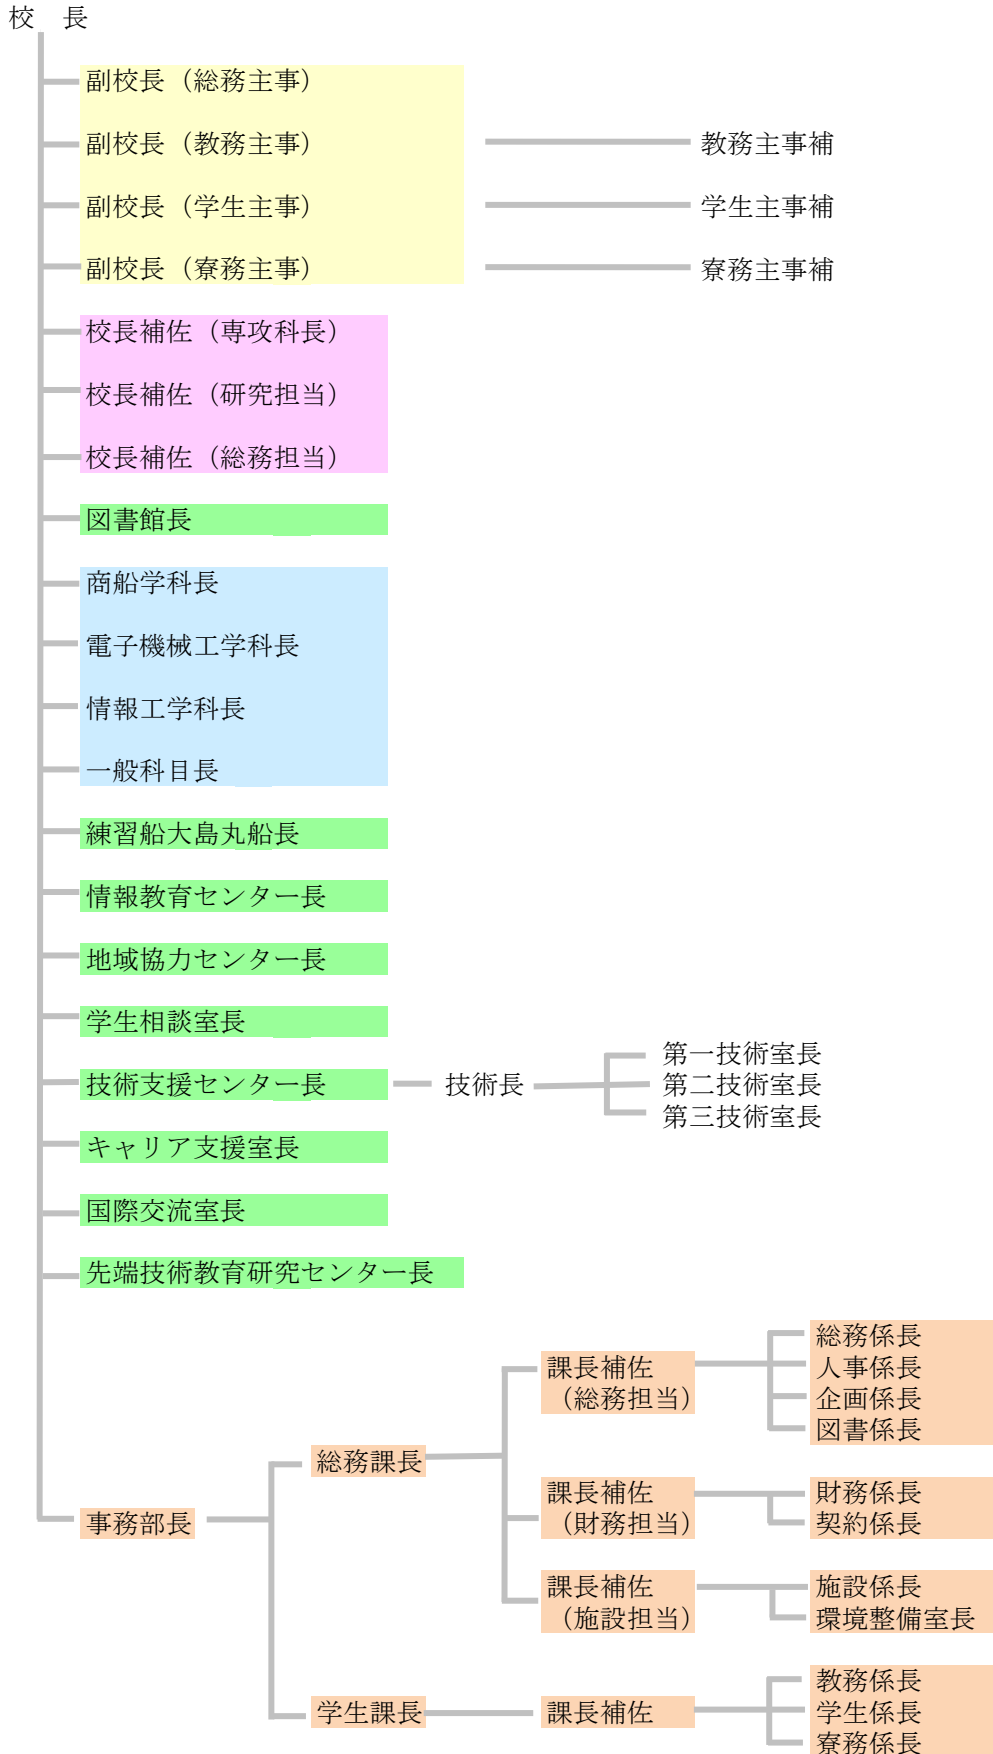 校　長
副校長（総務主事）
副校長（教務主事）　教務主事補
副校長（学生主事）　学生主事補
副校長（寮務主事）　寮務主事補
校長補佐（専攻科長）
校長補佐（研究担当）
校長補佐（総務担当）
図書館長
商船学科長
電子機械工学科長
情報工学科長
一般科目長
練習船大島丸船長
情報教育センター長
地域協力センター長
学生相談室長
技術支援センター長　技術長
第一技術室長
第二技術室長
第三技術室長
キャリア支援室長
国際交流室長
先端技術教育研究センター長
事務部長
総務課長
課長補佐
（総務担当）
総務係長
人事係長
企画係長
図書係長
課長補佐
（財務担当）
財務係長
契約係長
課長補佐
（施設担当）
施設係長
環境整備室長
学生課長
課長補佐
教務係長
学生係長
寮務係長